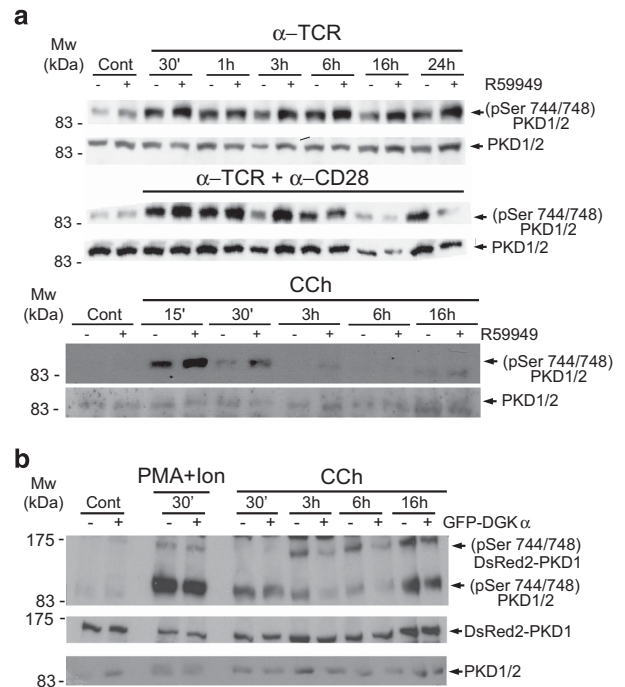 a
α–TCR
Mw
(kDa)
Cont 30' 1h 3h 6h 16h 24h
- + - + - + - + - + - + - + R59949
83 - (pSer 744/748)
PKD1/2
83 - PKD1/2
α–TCR + α–CD28
83 - (pSer 744/748)
PKD1/2
83 - PKD1/2
CCh
Mw
(kDa)
Cont 15' 30' 3h 6h 16h
- + - + - + - + - + - + R59949
83 - (pSer 744/748)
PKD1/2
83 - PKD1/2
b
PMA+Ion CCh
Mw
(kDa)
Cont 30' 30' 3h 6h 16h
- + - + - + - + - + - + GFP-DGK α
175 - (pSer 744/748)
DsRed2-PKD1
(pSer 744/748)
83 - PKD1/2
175 -
DsRed2-PKD1
83 - PKD1/2